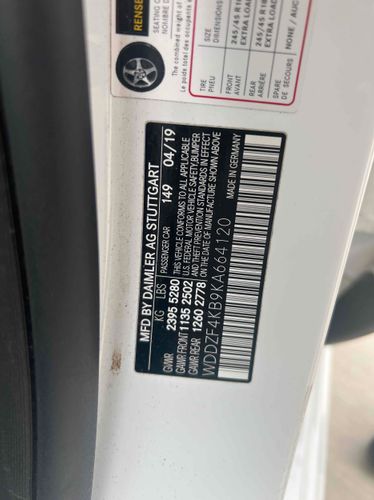 RENSE
SEATING C
NOMBRE D
The combined weight of
Le poids total des occupants e
TIRE SIZE
PNEU DIMENSIONS
FRONT 245/45 R18
AVANT EXTRA LOAD
REAR 245/45 R18
ARRIÈRE EXTRA LOAD
SPARE NONE / AUC
DE SECOURS
MFD BY DAIMLER AG STUTTGART
KG LBS PASSENGER CAR 149 04/19
GVWR 2395 5280 THIS VEHICLE CONFORMS TO ALL APPLICABLE
GAWR FRONT 1135 2502 U.S. FEDERAL MOTOR VEHICLE SAFETY, BUMPER
GAWR REAR 1260 2778 AND THEFT PREVENTION STANDARDS IN EFFECT
ON THE DATE OF MANUFACTURE SHOWN ABOVE
WDDZF4KB9KA664120 MADE IN GERMANY